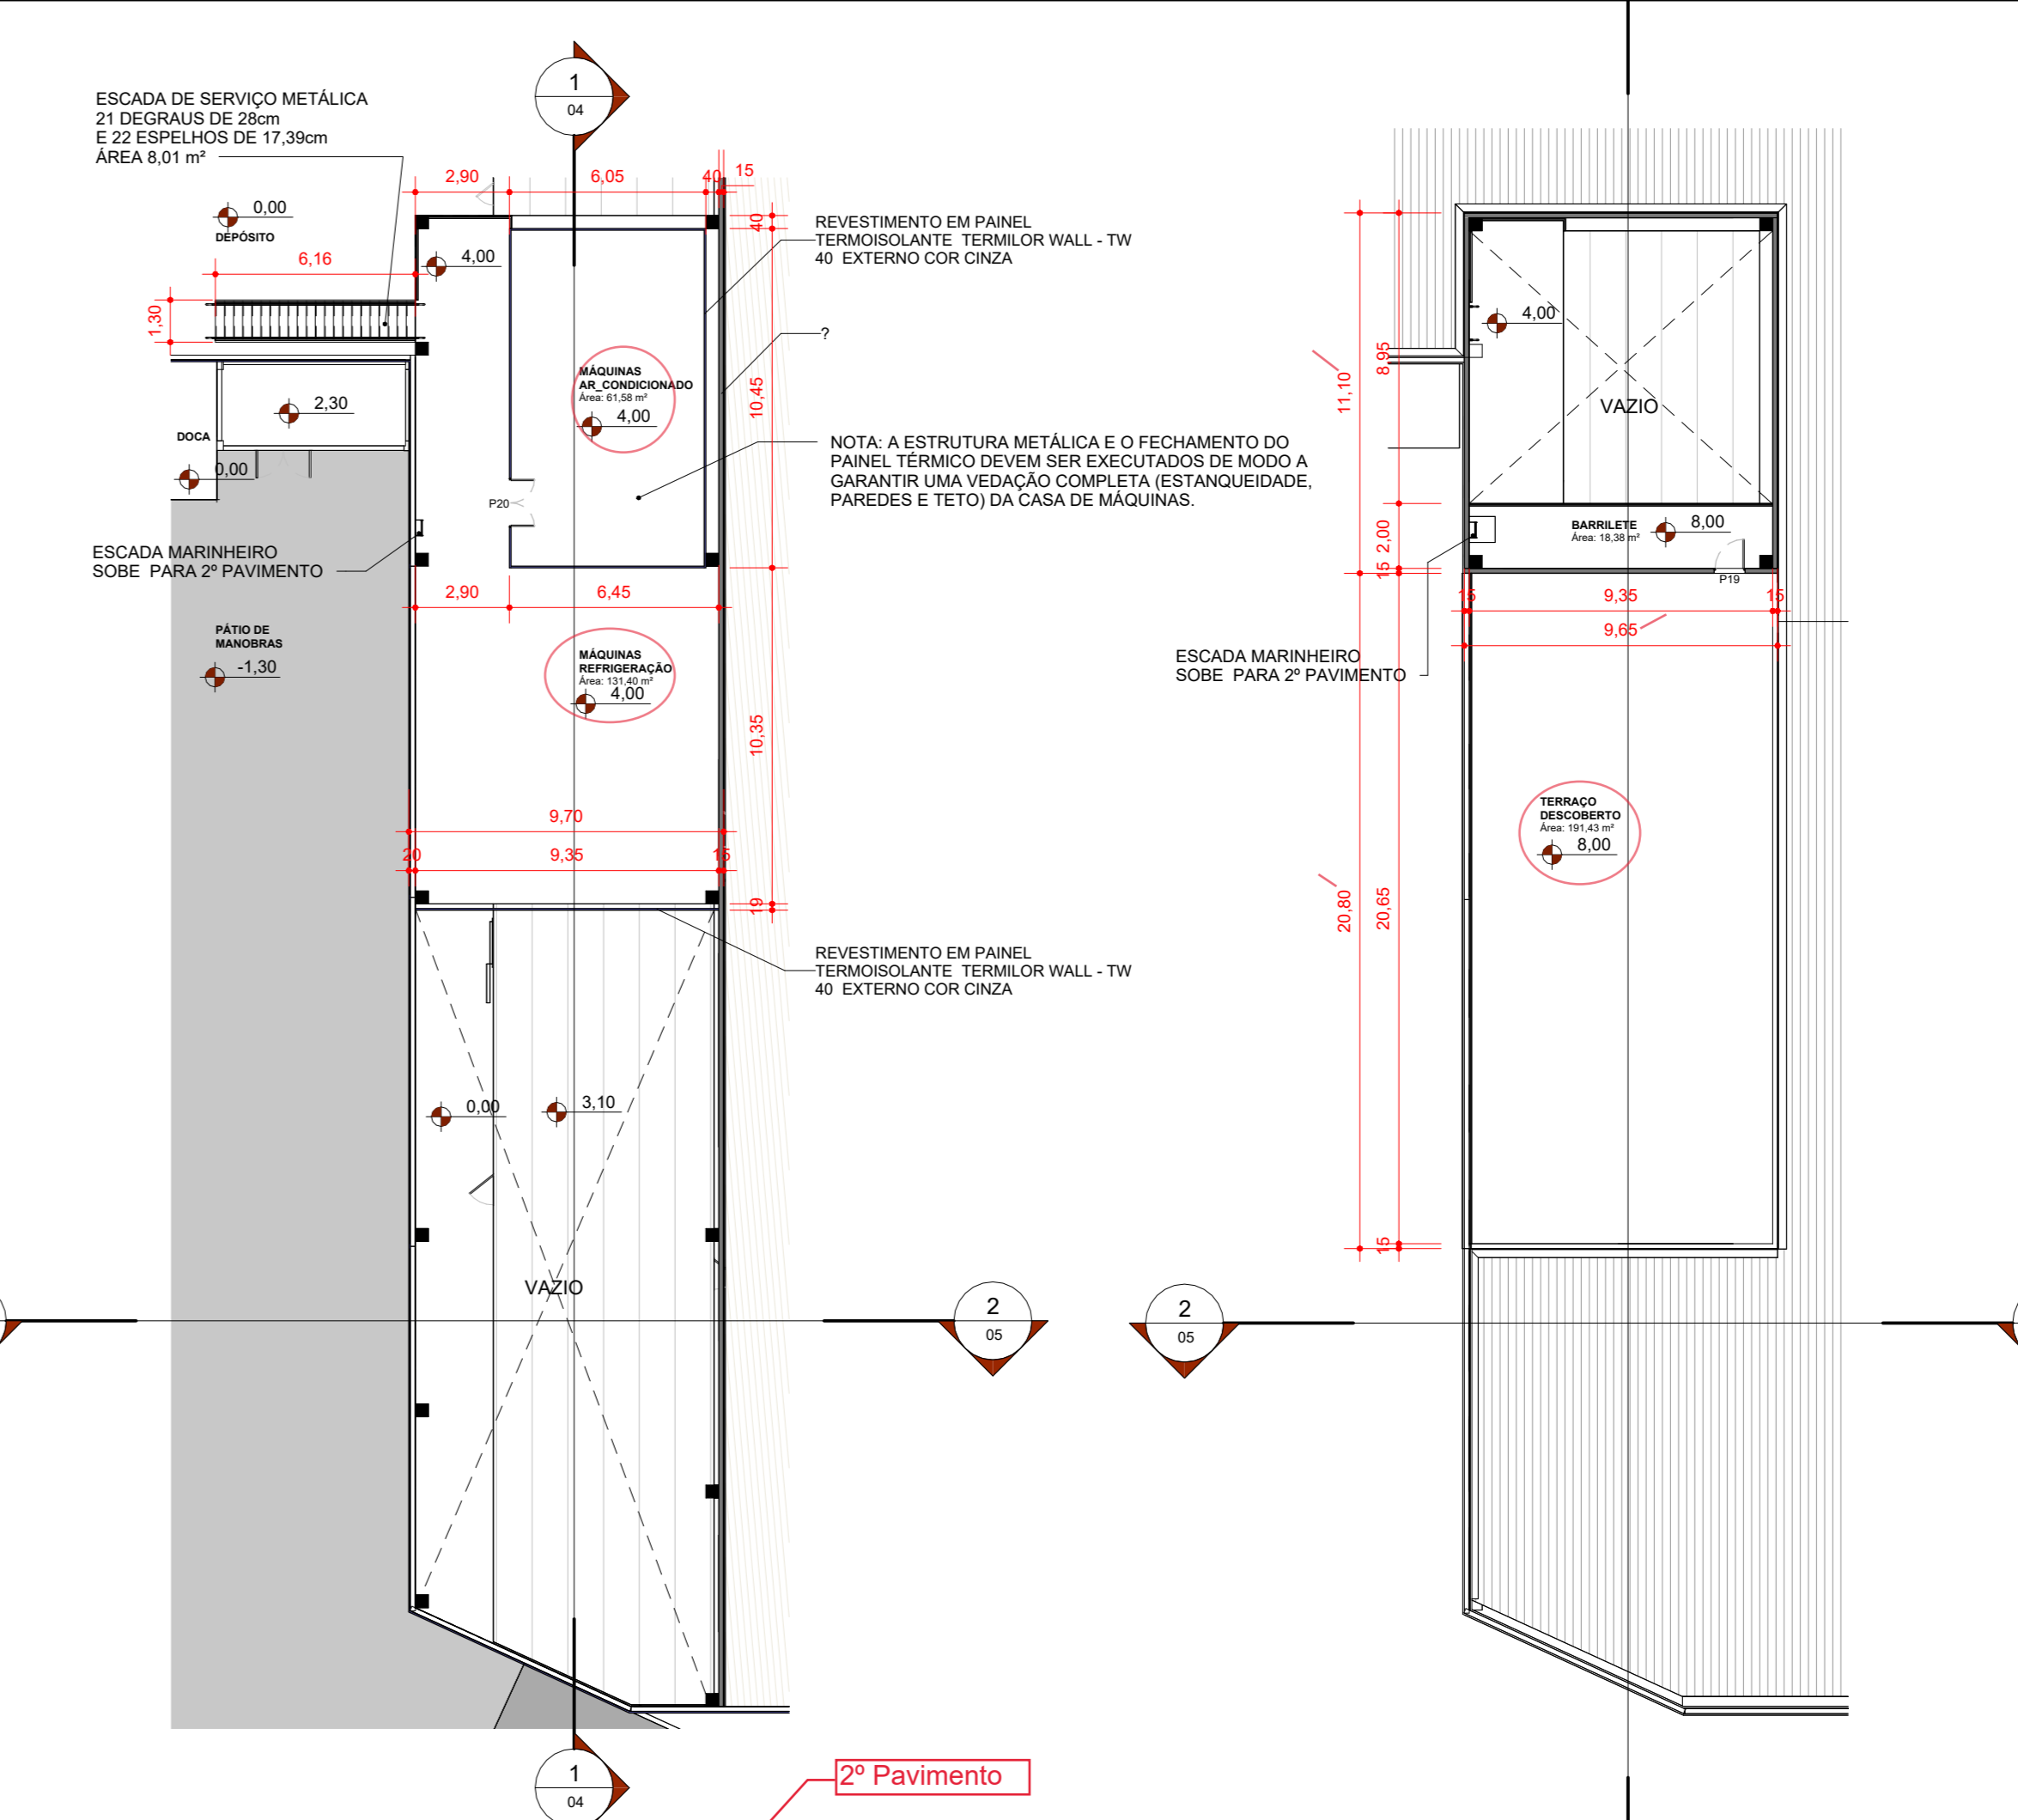 1
04
ESCADA DE SERVIÇO METÁLICA
21 DEGRAUS DE 28cm
E 22 ESPELHOS DE 17,39cm
ÁREA 8,01 m²
2,90
6,05
40
15
0,00
DEPÓSITO
4,00
6,16
1,30
40
REVESTIMENTO EM PAINEL
TERMOISOLANTE  TERMILOR WALL - TW
40  EXTERNO COR CINZA
?
MÁQUINAS
AR_CONDICIONADO
Área: 61,58 m²
4,00
10,45
2,30
DOCA
0,00
P20
NOTA: A ESTRUTURA METÁLICA E O FECHAMENTO DO
PAINEL TÉRMICO DEVEM SER EXECUTADOS DE MODO A
GARANTIR UMA VEDAÇÃO COMPLETA (ESTANQUEIDADE,
PAREDES E TETO) DA CASA DE MÁQUINAS.
ESCADA MARINHEIRO
SOBE  PARA 2º PAVIMENTO
2,90
6,45
PÁTIO DE
MANOBRAS
-1,30
MÁQUINAS
REFRIGERAÇÃO
Área: 131,40 m²
4,00
10,35
9,70
20
9,35
15
19
REVESTIMENTO EM PAINEL
TERMOISOLANTE  TERMILOR WALL - TW
40  EXTERNO COR CINZA
0,00
3,10
VAZIO
2
05
1
04
2º Pavimento
4,00
11,10
8,95
VAZIO
BARRILETE
Área: 18,38 m²
8,00
2,00
15
P19
15
9,35
15
9,65
ESCADA MARINHEIRO
SOBE  PARA 2º PAVIMENTO
TERRAÇO
DESCOBERTO
Área: 191,43 m²
8,00
20,80
20,65
15
2
05